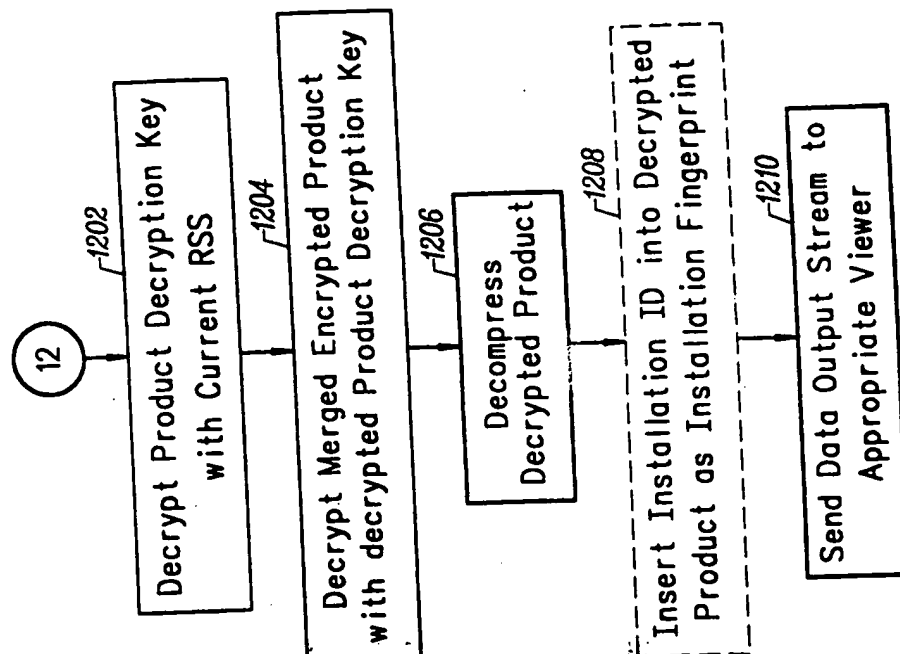 12
1202
Decrypt Product Decryption Key
with Current RSS
1204
Decrypt Merged Encrypted Product
with decrypted Product Decryption Key
1206
Decompress
Decrypted Product
1208
Insert Installation ID into Decrypted
Product as Installation Fingerprint
1210
Send Data Output Stream to
Appropriate Viewer